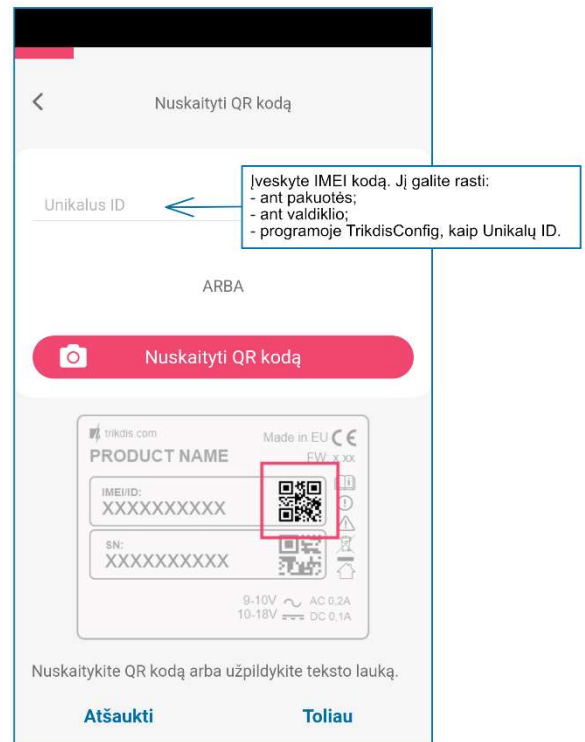 Nuskaityti QR kodą
Įveskyte IMEI kodą. Jį galite rasti:
- ant pakuotės;
- ant valdiklio;
- programoje TrikdisConfig, kaip Unikalų ID.
Unikalus ID
ARBA
Nuskaityti QR kodą
trikdis.com
Made in EU CE
PRODUCT NAME
FW: x xx
IMEI/ID:
XXXXXXXXXX
SN:
XXXXXXXXXX
9-10V AC 0,2A
10-18V DC 0,1A
Nuskaitykite QR kodą arba užpildykite teksto lauką.
Atšaukti
Toliau